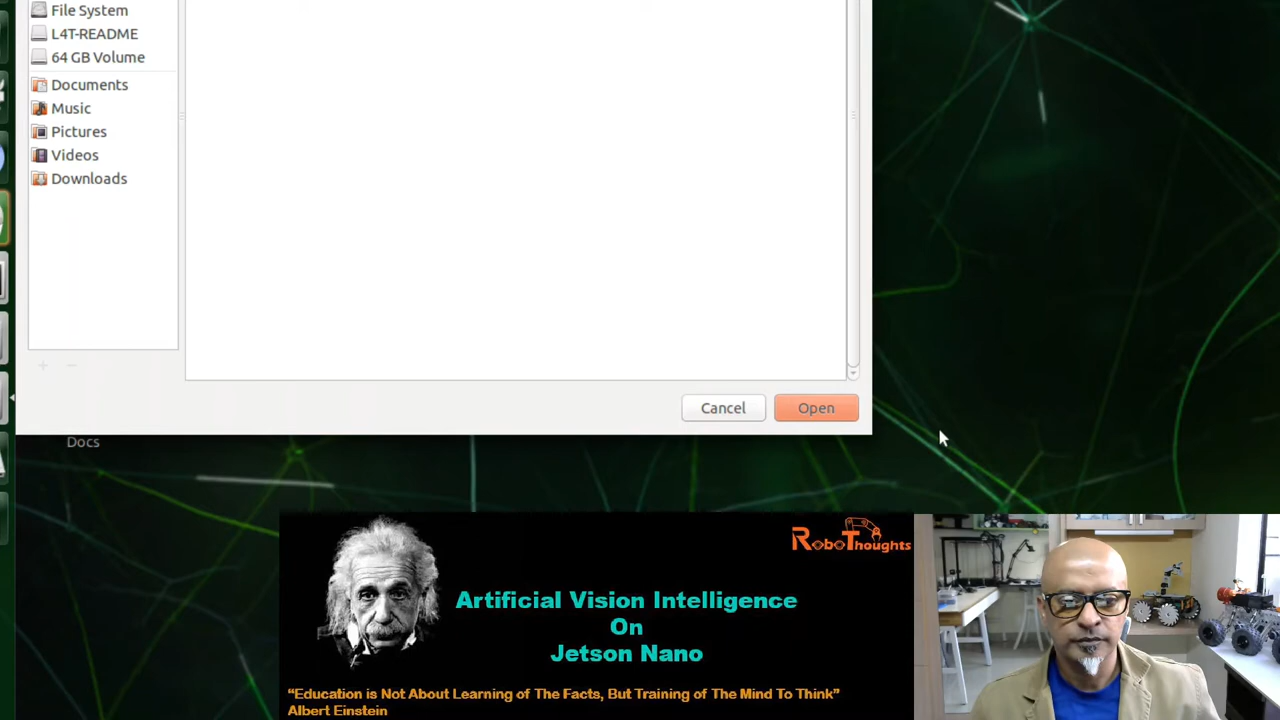 File System
L4T-README
64 GB Volume
Documents
Music
Pictures
Videos
Downloads
Cancel
Open
Docs
RoboThoughts
Artificial Vision Intelligence
On
Jetson Nano
“Education is Not About Learning of The Facts, But Training of The Mind To Think”
Albert Einstein